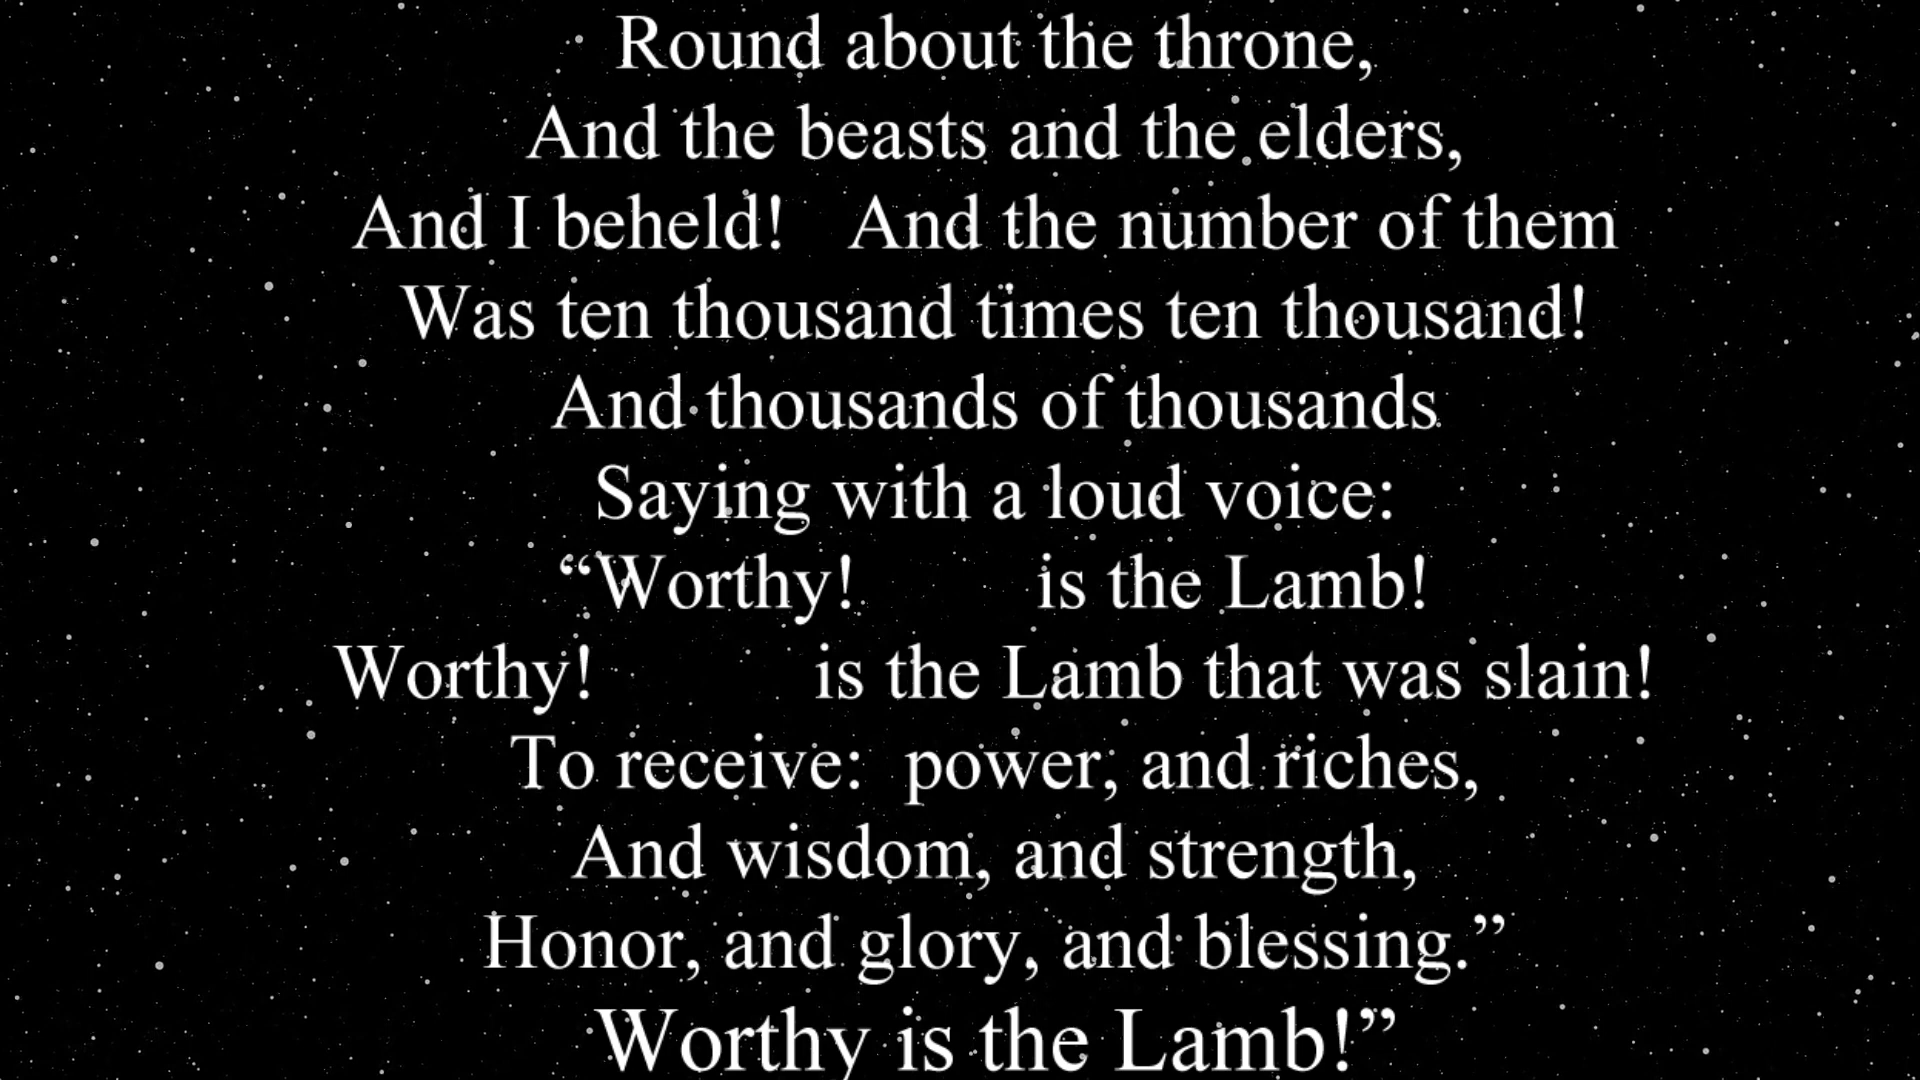 Round about the throne,
And the beasts and the elders,
And I beheld!   And the number of them
Was ten thousand times ten thousand!
And thousands of thousands
Saying with a loud voice:
“Worthy!         is the Lamb!
Worthy!           is the Lamb that was slain!
To receive:  power, and riches,
And wisdom, and strength,
Honor, and glory, and blessing.”
Worthy is the Lamb!”